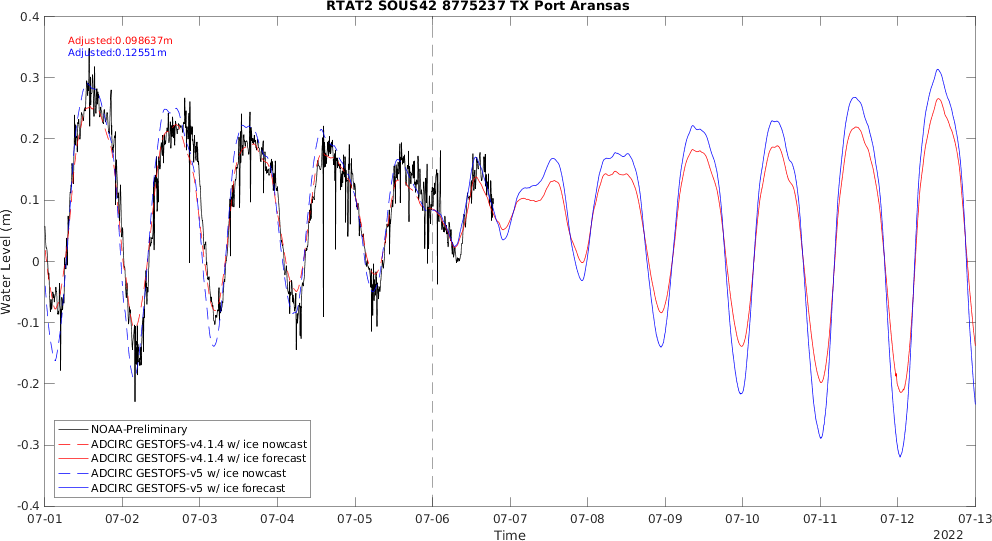 RTAT2 SOUS42 8775237 TX Port Aransas
Adjusted:0.098637m
Adjusted:0.12551m
0.4
0.3
0.2
0.1
0
-0.1
-0.2
-0.3
-0.4
Water Level (m)
NOAA-Preliminary
ADCIRC GESTOFS-v4.1.4 w/ ice nowcast
ADCIRC GESTOFS-v4.1.4 w/ ice forecast
ADCIRC GESTOFS-v5 w/ ice nowcast
ADCIRC GESTOFS-v5 w/ ice forecast
07-01 07-02 07-03 07-04 07-05 07-06 07-07 07-08 07-09 07-10 07-11 07-12 07-13
Time
2022